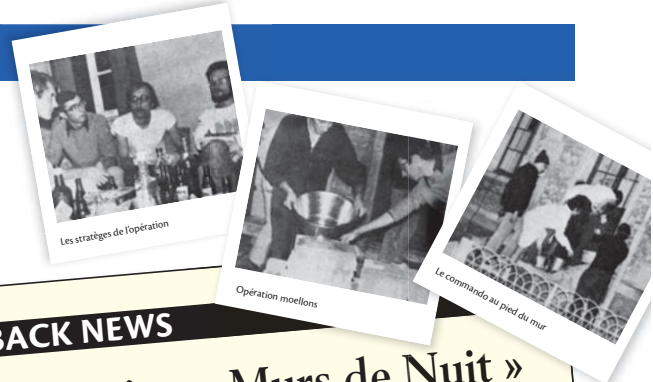 Les stratèges de l'opération
Opération moellons
Le commando au pied du mur
BACK NEWS
Murs de Nuit »